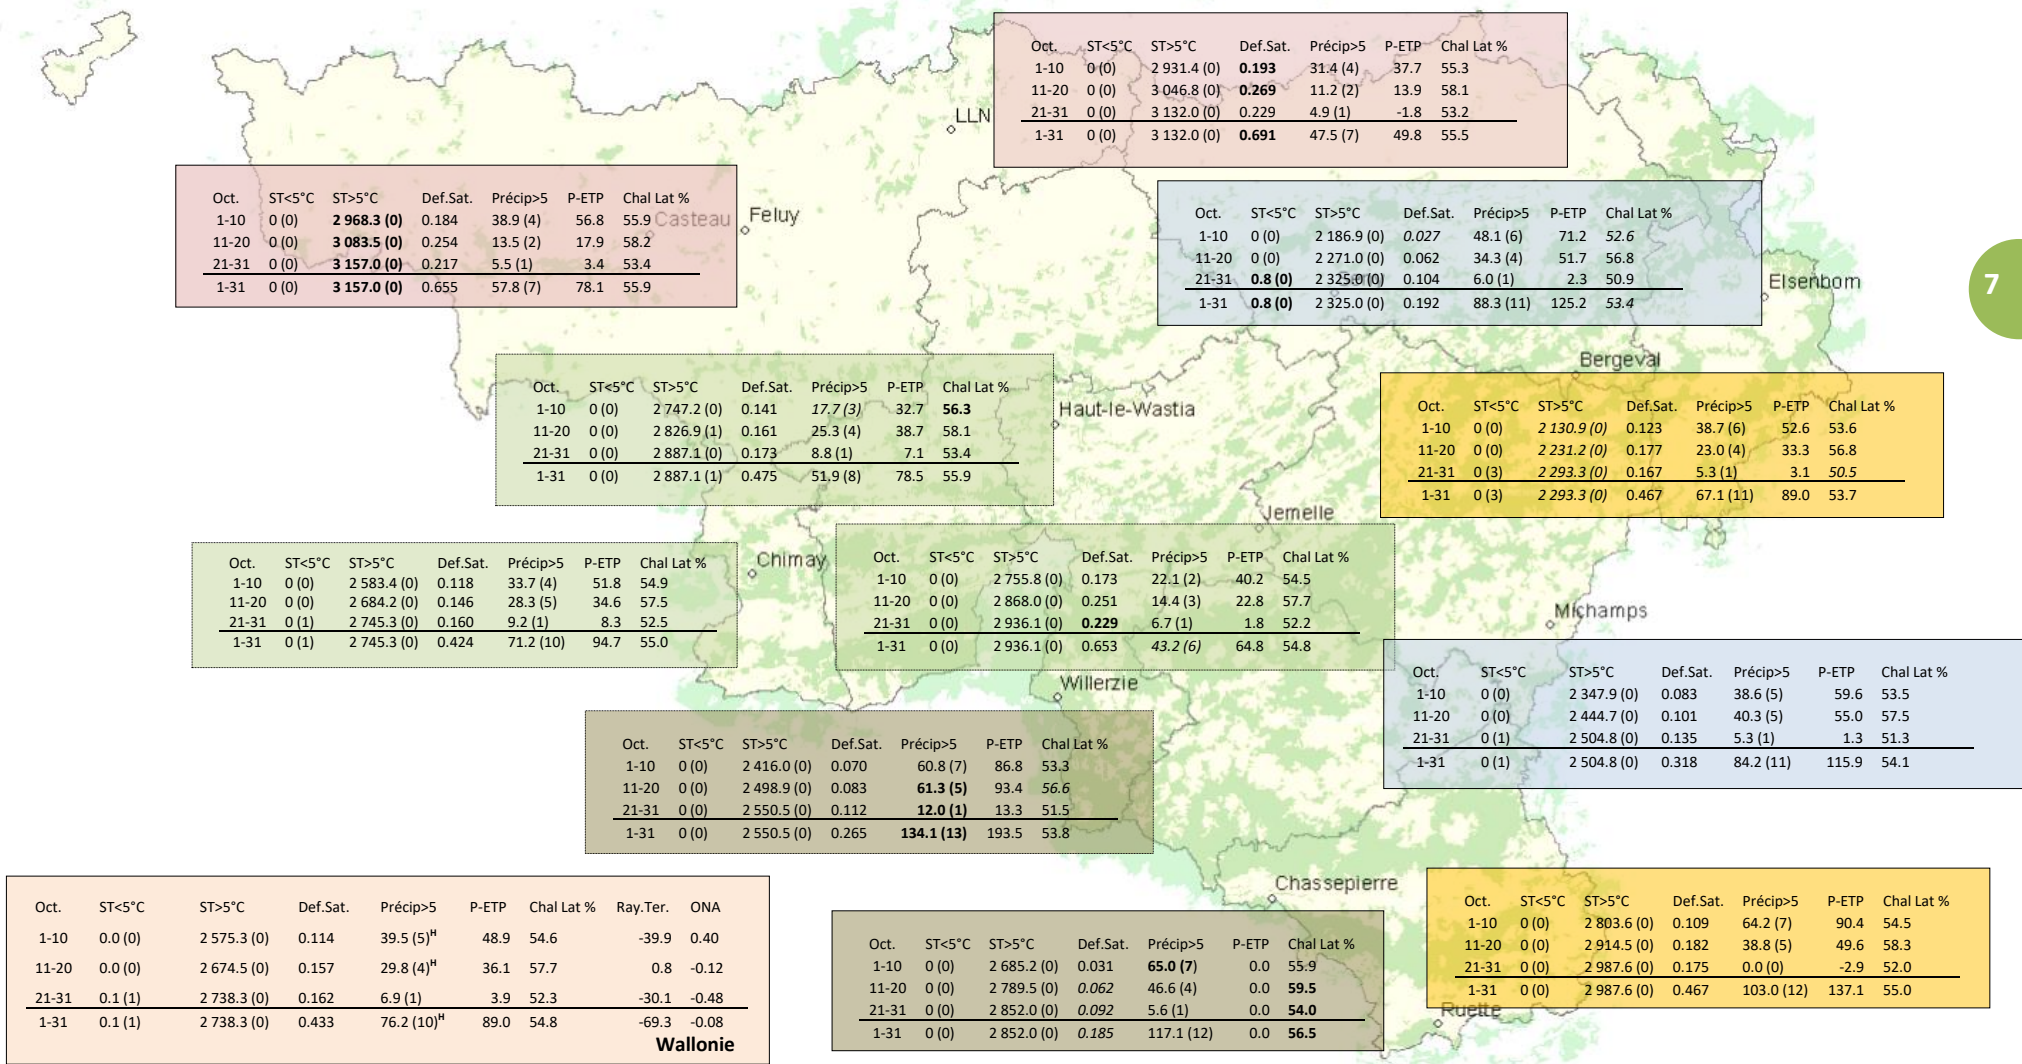 Oct. ST<5°C ST>5°C Def.Sat. Précip>5 P-ETP Chal Lat %
1-10 0 (0) 2 931.4 (0) 0.193 31.4 (4) 37.7 55.3
11-20 0 (0) 3 046.8 (0) 0.269 11.2 (2) 13.9 58.1
21-31 0 (0) 3 132.0 (0) 0.229 4.9 (1) -1.8 53.2
1-31 0 (0) 3 132.0 (0) 0.691 47.5 (7) 49.8 55.5
LLN
Oct. ST<5°C ST>5°C Def.Sat. Précip>5 P-ETP Chal Lat %
1-10 0 (0) 2 968.3 (0) 0.184 38.9 (4) 56.8 55.9
11-20 0 (0) 3 083.5 (0) 0.254 13.5 (2) 17.9 58.2
21-31 0 (0) 3 157.0 (0) 0.217 5.5 (1) 3.4 53.4
1-31 0 (0) 3 157.0 (0) 0.655 57.8 (7) 78.1 55.9
Casteau
Feluy
Oct. ST<5°C ST>5°C Def.Sat. Précip>5 P-ETP Chal Lat %
1-10 0 (0) 2 186.9 (0) 0.027 48.1 (6) 71.2 52.6
11-20 0 (0) 2 271.0 (0) 0.062 34.3 (4) 51.7 56.8
21-31 0.8 (0) 2 325.0 (0) 0.104 6.0 (1) 2.3 50.9
1-31 0.8 (0) 2 325.0 (0) 0.192 88.3 (11) 125.2 53.4
Elsenborn
7
Oct. ST<5°C ST>5°C Def.Sat. Précip>5 P-ETP Chal Lat %
1-10 0 (0) 2 747.2 (0) 0.141 17.7 (3) 32.7 56.3
11-20 0 (0) 2 826.9 (1) 0.161 25.3 (4) 38.7 58.1
21-31 0 (0) 2 887.1 (0) 0.173 8.8 (1) 7.1 53.4
1-31 0 (0) 2 887.1 (1) 0.475 51.9 (8) 78.5 55.9
Haut-le-Wastia
Bergeval
Oct. ST<5°C ST>5°C Def.Sat. Précip>5 P-ETP Chal Lat %
1-10 0 (0) 2 130.9 (0) 0.123 38.7 (6) 52.6 53.6
11-20 0 (0) 2 231.2 (0) 0.177 23.0 (4) 33.3 56.8
21-31 0 (3) 2 293.3 (0) 0.167 5.3 (1) 3.1 50.5
1-31 0 (3) 2 293.3 (0) 0.467 67.1 (11) 89.0 53.7
Jemelle
Oct. ST<5°C ST>5°C Def.Sat. Précip>5 P-ETP Chal Lat %
1-10 0 (0) 2 583.4 (0) 0.118 33.7 (4) 51.8 54.9
11-20 0 (0) 2 684.2 (0) 0.146 28.3 (5) 34.6 57.5
21-31 0 (1) 2 745.3 (0) 0.160 9.2 (1) 8.3 52.5
1-31 0 (1) 2 745.3 (0) 0.424 71.2 (10) 94.7 55.0
Chimay
Oct. ST<5°C ST>5°C Def.Sat. Précip>5 P-ETP Chal Lat %
1-10 0 (0) 2 755.8 (0) 0.173 22.1 (2) 40.2 54.5
11-20 0 (0) 2 868.0 (0) 0.251 14.4 (3) 22.8 57.7
21-31 0 (0) 2 936.1 (0) 0.229 6.7 (1) 1.8 52.2
1-31 0 (0) 2 936.1 (0) 0.653 43.2 (6) 64.8 54.8
Michamps
Oct. ST<5°C ST>5°C Def.Sat. Précip>5 P-ETP Chal Lat %
1-10 0 (0) 2 347.9 (0) 0.083 38.6 (5) 59.6 53.5
11-20 0 (0) 2 444.7 (0) 0.101 40.3 (5) 55.0 57.5
21-31 0 (1) 2 504.8 (0) 0.135 5.3 (1) 1.3 51.3
1-31 0 (1) 2 504.8 (0) 0.318 84.2 (11) 115.9 54.1
Willerzie
Oct. ST<5°C ST>5°C Def.Sat. Précip>5 P-ETP Chal Lat %
1-10 0 (0) 2 416.0 (0) 0.070 60.8 (7) 86.8 53.3
11-20 0 (0) 2 498.9 (0) 0.083 61.3 (5) 93.4 56.6
21-31 0 (0) 2 550.5 (0) 0.112 12.0 (1) 13.3 51.5
1-31 0 (0) 2 550.5 (0) 0.265 134.1 (13) 193.5 53.8
Oct. ST<5°C ST>5°C Def.Sat. Précip>5 P-ETP Chal Lat % Ray.Ter. ONA
1-10 0.0 (0) 2 575.3 (0) 0.114 39.5 (5)ᴴ 48.9 54.6 -39.9 0.40
11-20 0.0 (0) 2 674.5 (0) 0.157 29.8 (4)ᴴ 36.1 57.7 0.8 -0.12
21-31 0.1 (1) 2 738.3 (0) 0.162 6.9 (1) 3.9 52.3 -30.1 -0.48
1-31 0.1 (1) 2 738.3 (0) 0.433 76.2 (10)ᴴ 89.0 54.8 -69.3 -0.08
Wallonie
Chassepierre
Oct. ST<5°C ST>5°C Def.Sat. Précip>5 P-ETP Chal Lat %
1-10 0 (0) 2 685.2 (0) 0.031 65.0 (7) 0.0 55.9
11-20 0 (0) 2 789.5 (0) 0.062 46.6 (4) 0.0 59.5
21-31 0 (0) 2 852.0 (0) 0.092 5.6 (1) 0.0 54.0
1-31 0 (0) 2 852.0 (0) 0.185 117.1 (12) 0.0 56.5
Oct. ST<5°C ST>5°C Def.Sat. Précip>5 P-ETP Chal Lat %
1-10 0 (0) 2 803.6 (0) 0.109 64.2 (7) 90.4 54.5
11-20 0 (0) 2 914.5 (0) 0.182 38.8 (5) 49.6 58.3
21-31 0 (0) 2 987.6 (0) 0.175 0.0 (0) -2.9 52.0
1-31 0 (0) 2 987.6 (0) 0.467 103.0 (12) 137.1 55.0
Ruette